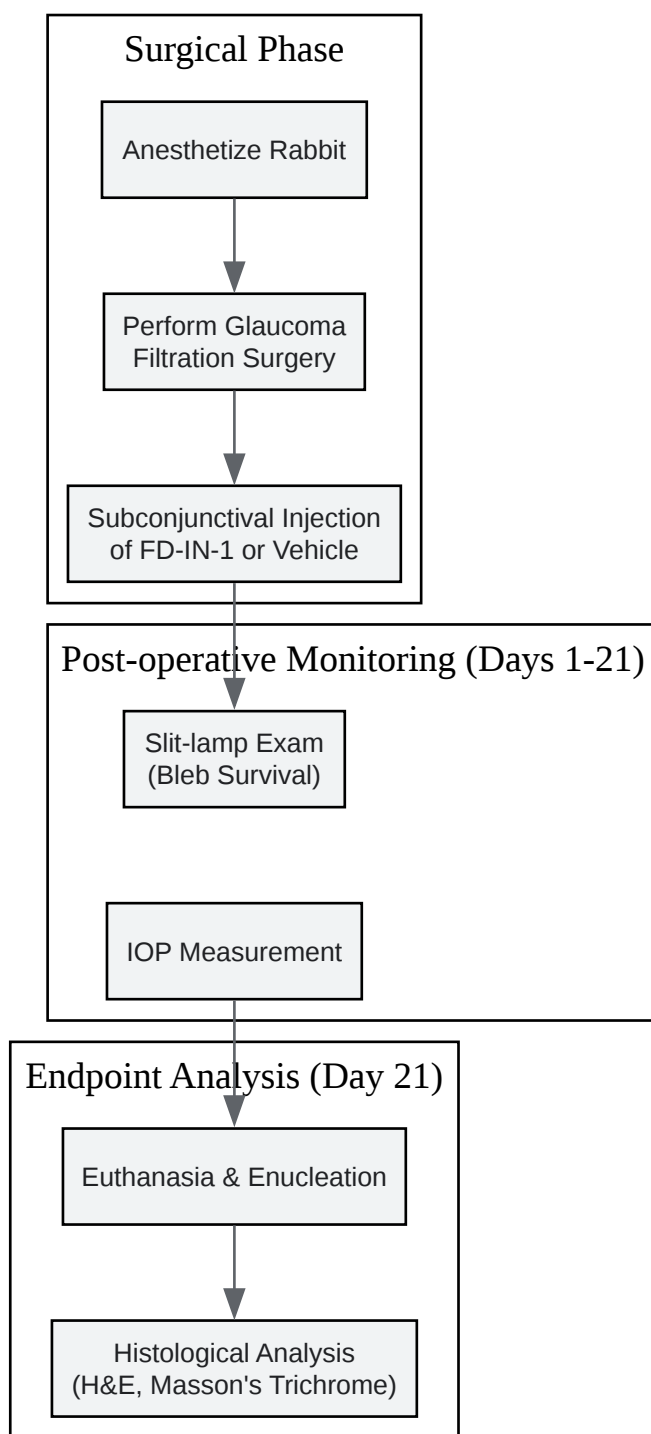 Surgical Phase
Anesthetize Rabbit
Perform Glaucoma
Filtration Surgery
Subconjunctival Injection
of FD-IN-1 or Vehicle
Post-operative Monitoring (Days 1-21)
Slit-lamp Exam
(Bleb Survival)
IOP Measurement
Endpoint Analysis (Day 21)
Euthanasia & Enucleation
Histological Analysis
(H&E, Masson's Trichrome)